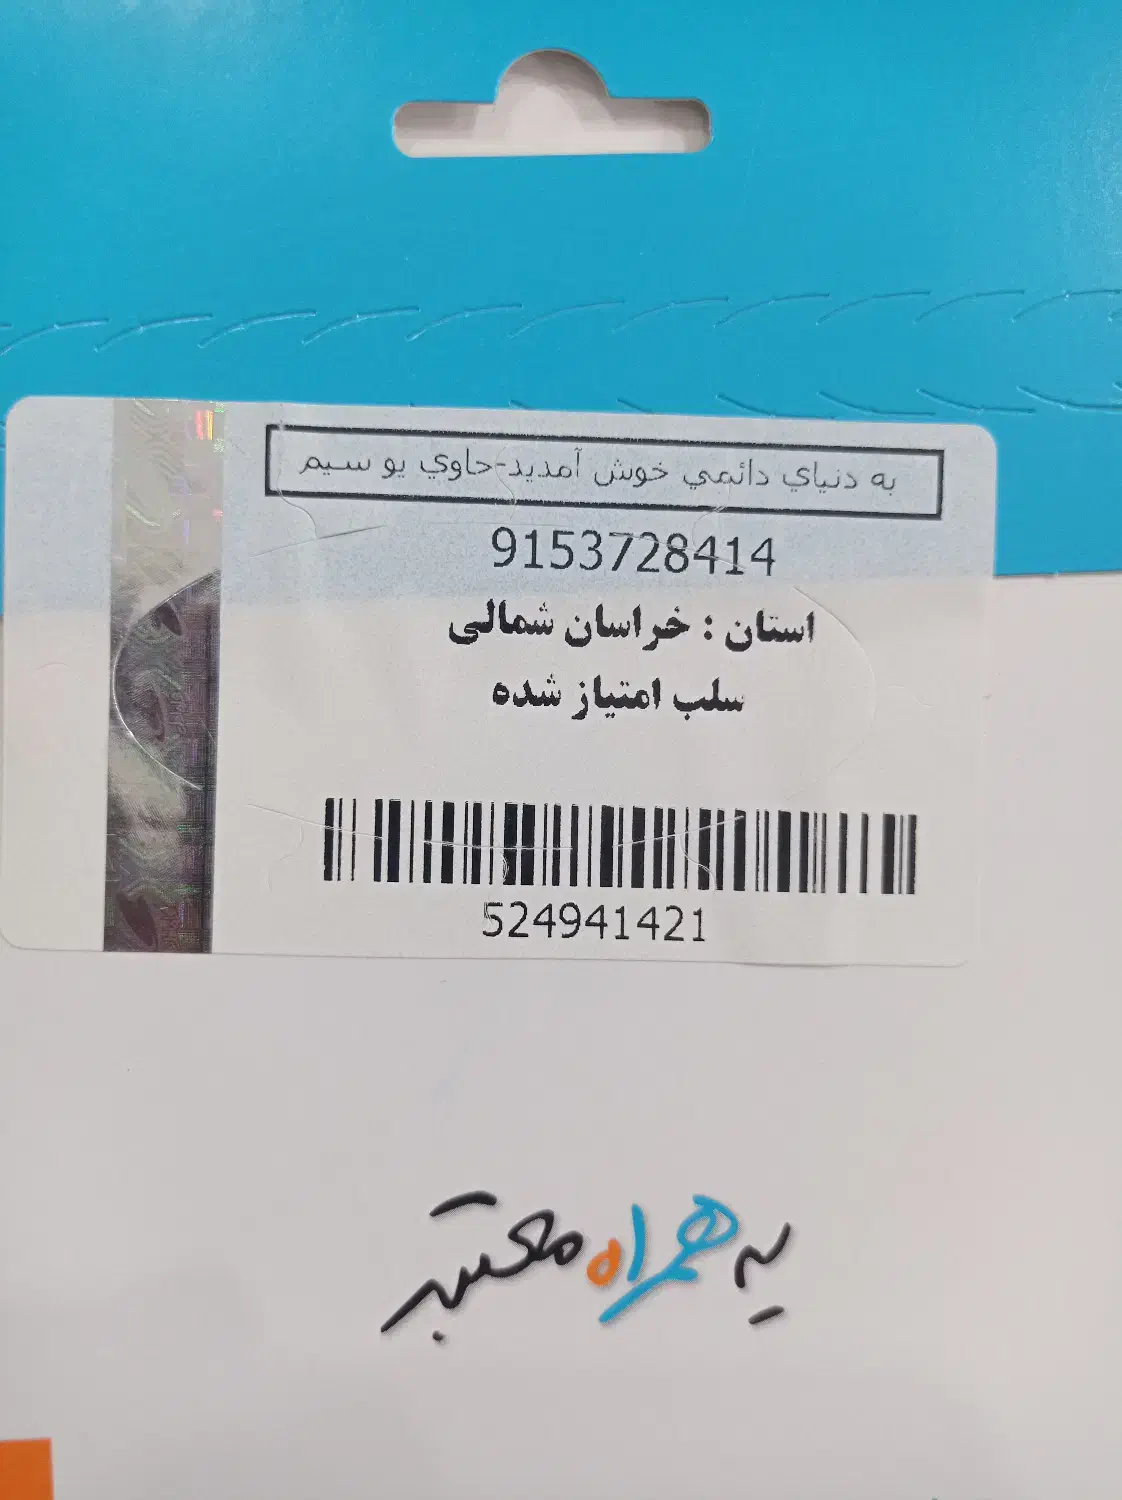 به دنياي دائمي خوش آمديد-حاوي يو سيم
9153728414
استان : خراسان شمالی
سلب امتیاز شده
524941421
یه همراه معتبر